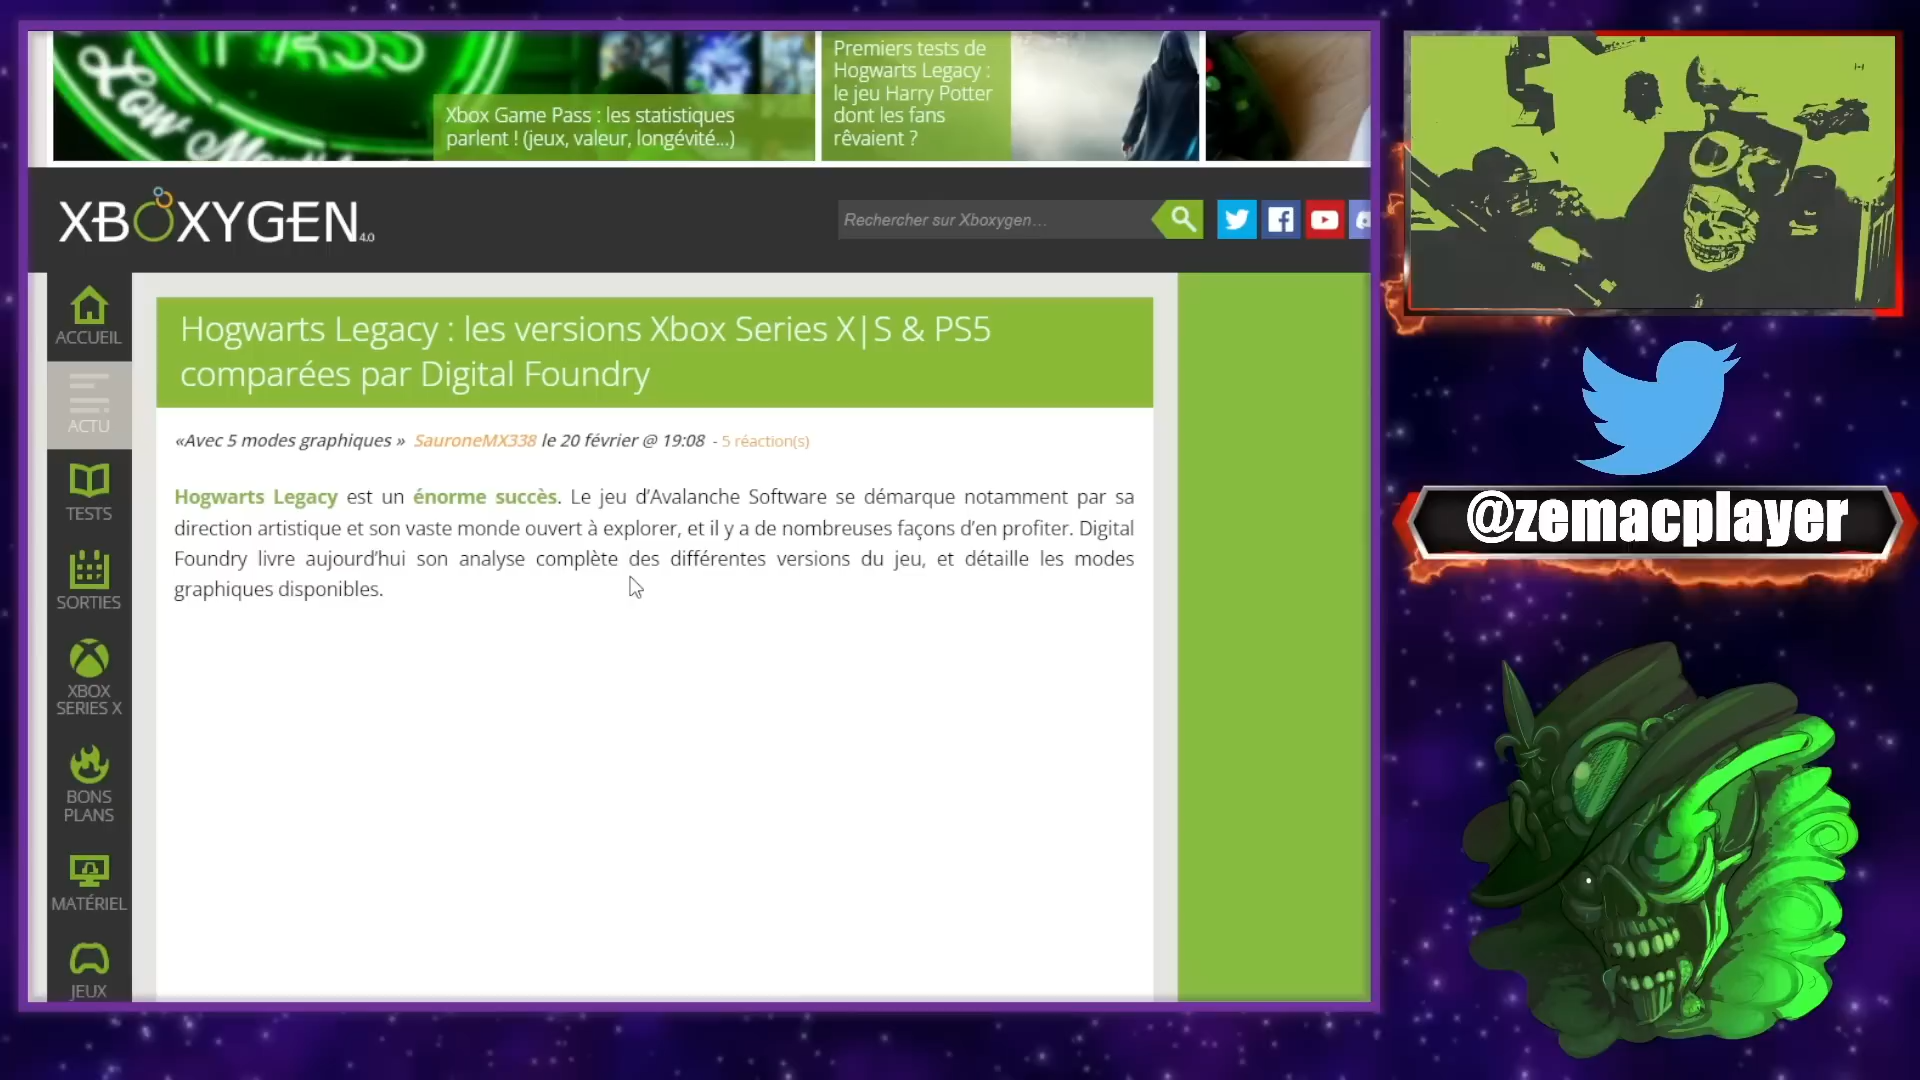 Low
Xbox Game Pass : les statistiques
parlent ! (jeux, valeur, longévité...)
Premiers tests de
Hogwarts Legacy :
le jeu Harry Potter
dont les fans
rêvaient ?
XBOXYGEN 4.0
Rechercher sur Xboxygen...
ACCUEIL
ACTU
TESTS
SORTIES
XBOX
SERIES X
BONS
PLANS
MATÉRIEL
JEUX
Hogwarts Legacy : les versions Xbox Series X|S & PS5
comparées par Digital Foundry
«Avec 5 modes graphiques » SauroneMX338 le 20 février @ 19:08 - 5 réaction(s)
Hogwarts Legacy est un énorme succès. Le jeu d'Avalanche Software se démarque notamment par sa
direction artistique et son vaste monde ouvert à explorer, et il y a de nombreuses façons d'en profiter. Digital
Foundry livre aujourd'hui son analyse complète des différentes versions du jeu, et détaille les modes
graphiques disponibles.
@zemacplayer